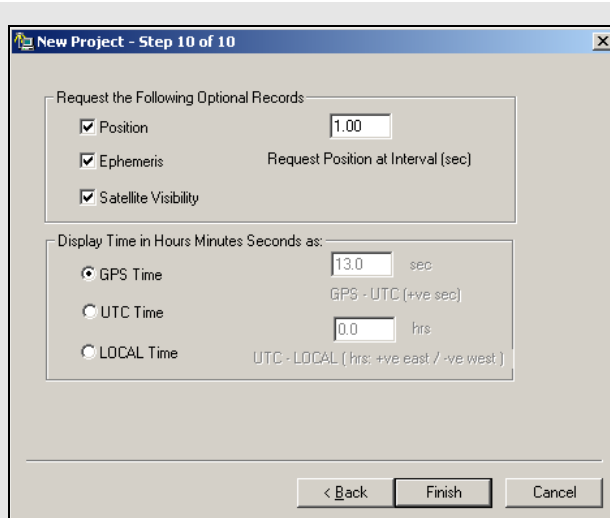 New Project - Step 10 of 10
Request the Following Optional Records
Position
1.00
Ephemeris
Request Position at Interval (sec)
Satellite Visibility
Display Time in Hours Minutes Seconds as:
GPS Time
13.0 sec
GPS - UTC (+ve sec)
UTC Time
0.0 hrs
LOCAL Time
UTC - LOCAL ( hrs: +ve east / -ve west )
< Back
Finish
Cancel